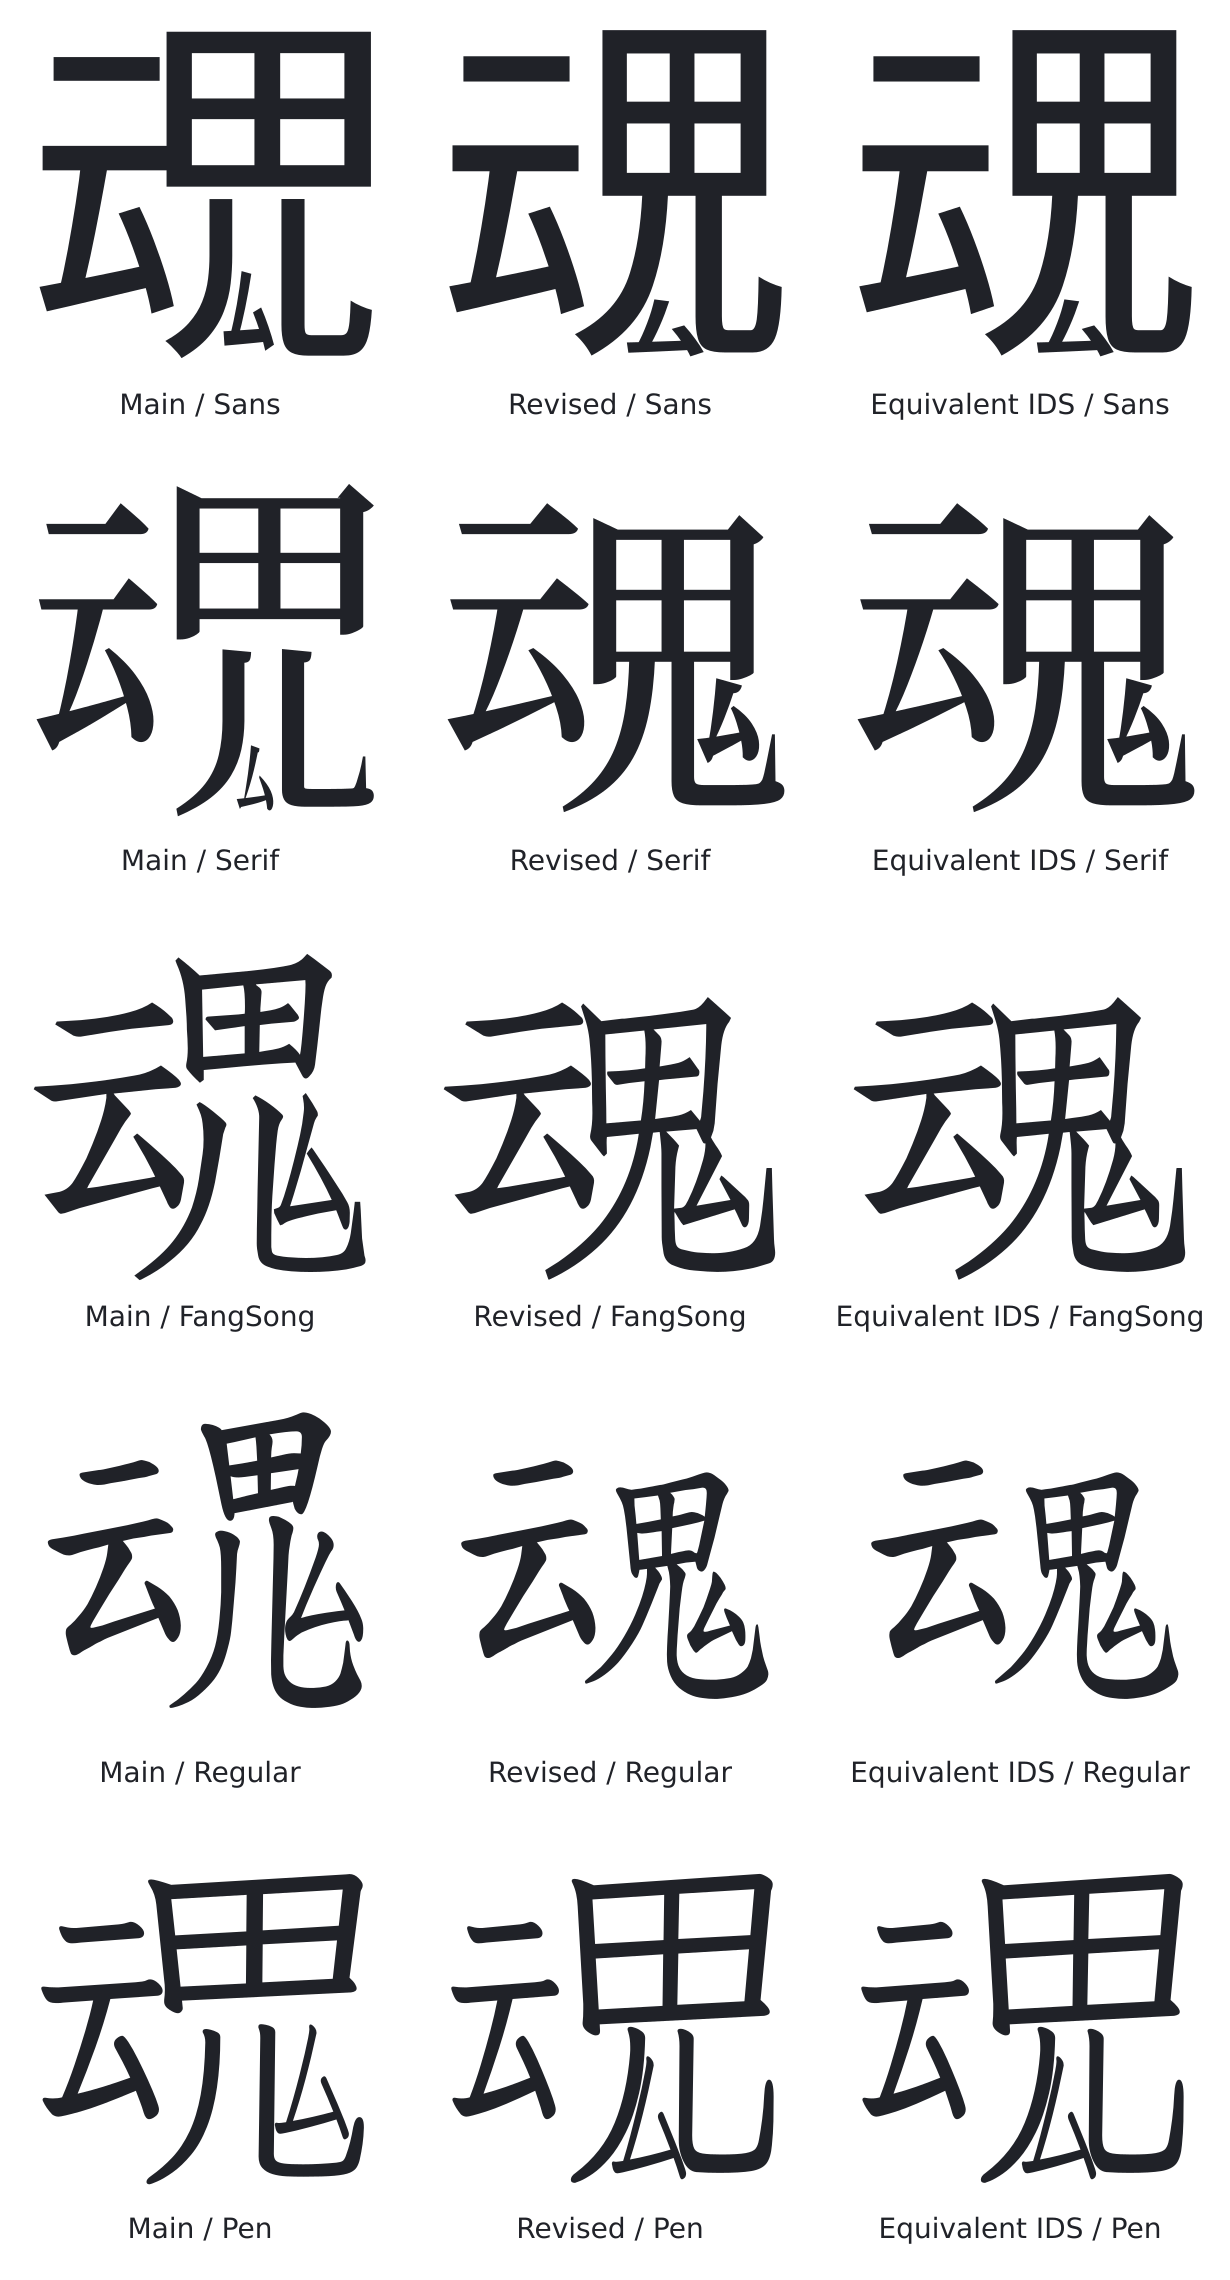 魂 魂 魂
Main / Sans Revised / Sans Equivalent IDS / Sans
魂 魂 魂
Main / Serif Revised / Serif Equivalent IDS / Serif
魂 魂 魂
Main / FangSong Revised / FangSong Equivalent IDS / FangSong
魂 魂 魂
Main / Regular Revised / Regular Equivalent IDS / Regular
魂 魂 魂
Main / Pen Revised / Pen Equivalent IDS / Pen